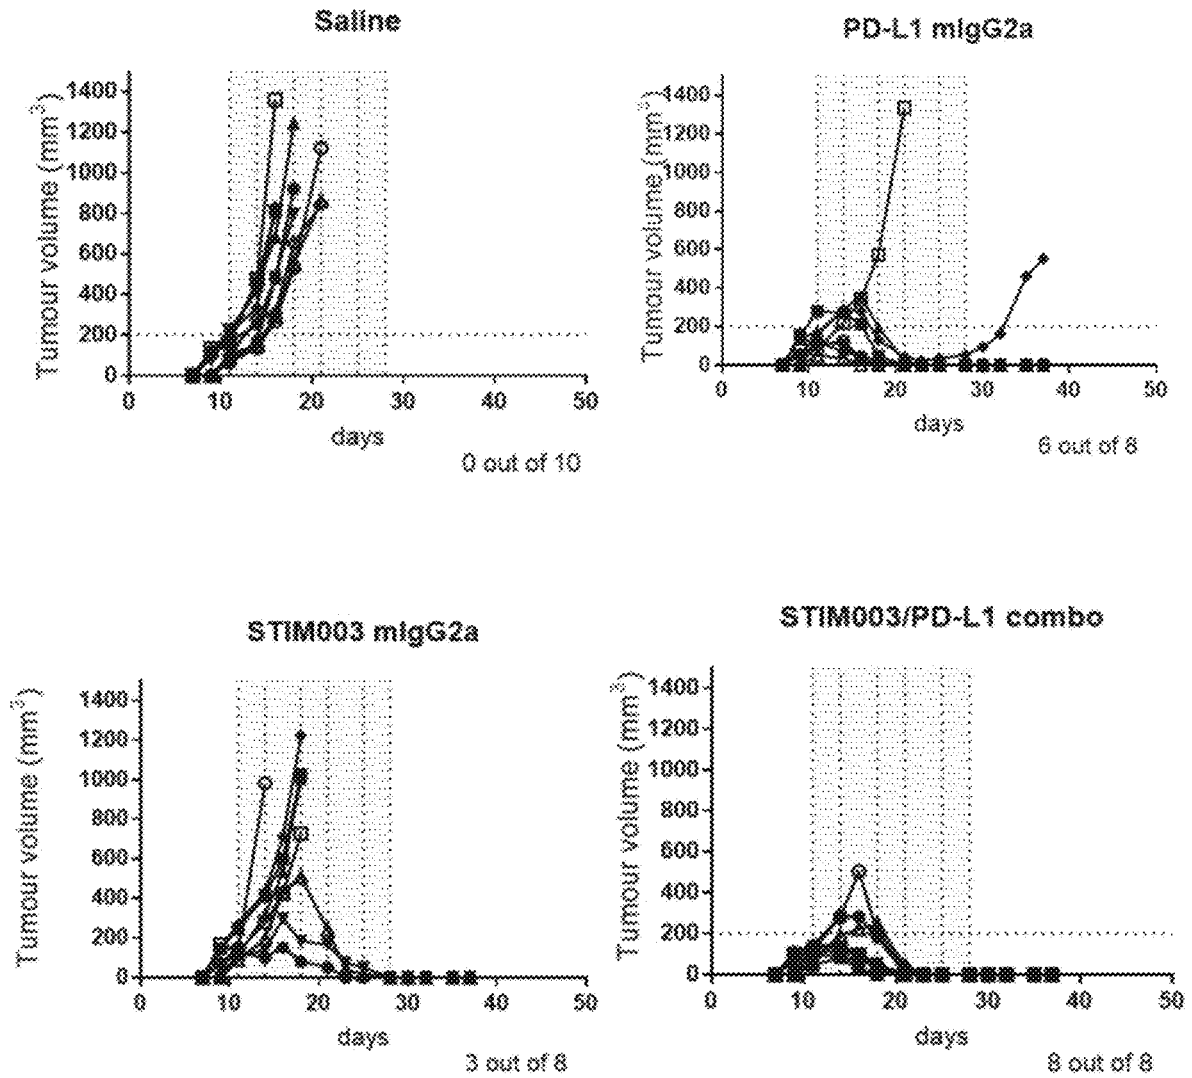 Saline
Tumour volume (mm³)
1400
1200
1000
800
600
400
200
0
0 10 20 30 40 50
days
0 out of 10
PD-L1 mIgG2a
Tumour volume (mm³)
1400
1200
1000
800
600
400
200
0
0 10 20 30 40 50
days
6 out of 8
STIM003 mIgG2a
Tumour volume (mm³)
1400
1200
1000
800
600
400
200
0
0 10 20 30 40 50
days
3 out of 8
STIM003/PD-L1 combo
Tumour volume (mm³)
1400
1200
1000
800
600
400
200
0
0 10 20 30 40 50
days
8 out of 8